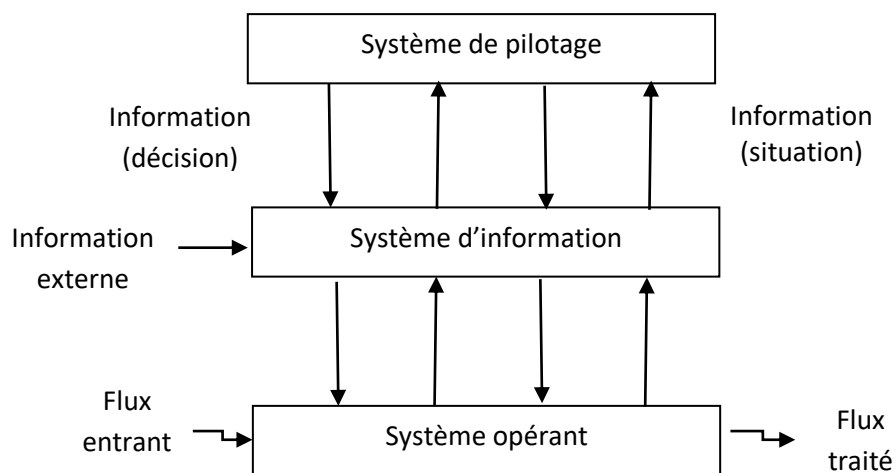 Système de pilotage
Information
(décision)
Information
(situation)
Système d’information
Information
externe
Flux
entrant
Système opérant
Flux
traité